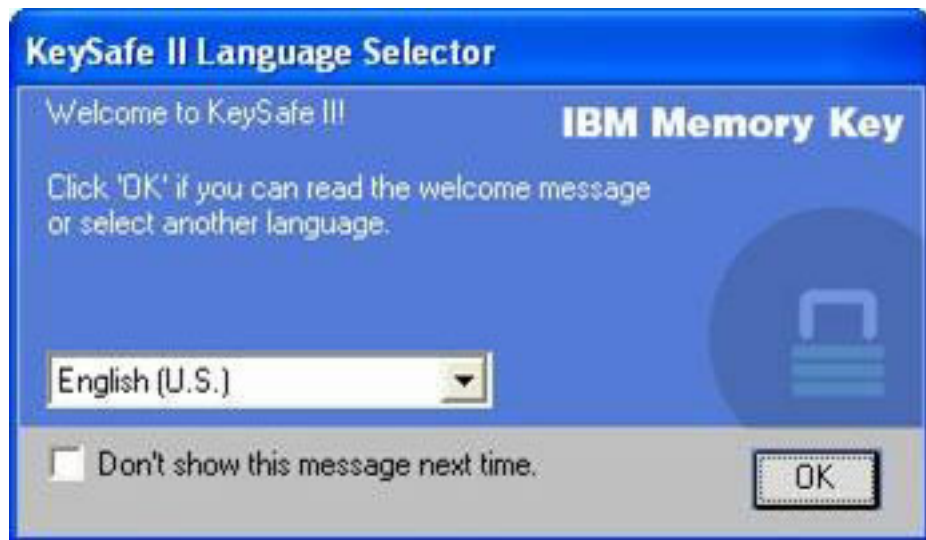 KeySafe II Language Selector
Welcome to KeySafe II!
IBM Memory Key
Click 'OK' if you can read the welcome message
or select another language.
English (U.S.)
Don't show this message next time.
OK